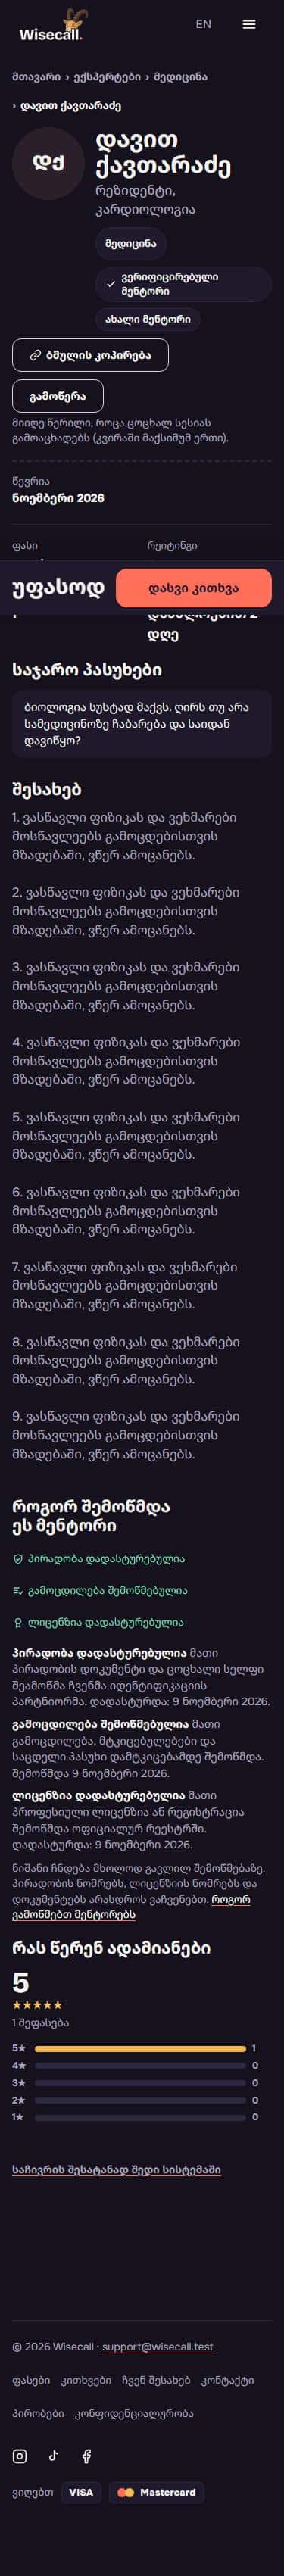 Wisecall.
EN
მთავარი › ექსპერტები › მედიცინა
› დავით ქავთარაძე
დქ
დავით
ქავთარაძე
რეზიდენტი,
კარდიოლოგია
მედიცინა
ვერიფიცირებული
მენტორი
ახალი მენტორი
ბმულის კოპირება
გამოწერა
მიიღე წერილი, როცა ცოცხალ სესიას
გამოაცხადებს (კვირაში მაქსიმუმ ერთი).
წევრია
ნოემბერი 2026
ფასი
რეიტინგი
უფასოდ
დასვი კითხვა
დღე
საჯარო პასუხები
ბიოლოგია სუსტად მაქვს. ღირს თუ არა
სამედიცინოზე ჩაბარება და საიდან
დავიწყო?
შესახებ
1. ვასწავლი ფიზიკას და ვეხმარები
მოსწავლეებს გამოცდებისთვის
მზადებაში, ვწერ ამოცანებს.
2. ვასწავლი ფიზიკას და ვეხმარები
მოსწავლეებს გამოცდებისთვის
მზადებაში, ვწერ ამოცანებს.
3. ვასწავლი ფიზიკას და ვეხმარები
მოსწავლეებს გამოცდებისთვის
მზადებაში, ვწერ ამოცანებს.
4. ვასწავლი ფიზიკას და ვეხმარები
მოსწავლეებს გამოცდებისთვის
მზადებაში, ვწერ ამოცანებს.
5. ვასწავლი ფიზიკას და ვეხმარები
მოსწავლეებს გამოცდებისთვის
მზადებაში, ვწერ ამოცანებს.
6. ვასწავლი ფიზიკას და ვეხმარები
მოსწავლეებს გამოცდებისთვის
მზადებაში, ვწერ ამოცანებს.
7. ვასწავლი ფიზიკას და ვეხმარები
მოსწავლეებს გამოცდებისთვის
მზადებაში, ვწერ ამოცანებს.
8. ვასწავლი ფიზიკას და ვეხმარები
მოსწავლეებს გამოცდებისთვის
მზადებაში, ვწერ ამოცანებს.
9. ვასწავლი ფიზიკას და ვეხმარები
მოსწავლეებს გამოცდებისთვის
მზადებაში, ვწერ ამოცანებს.
როგორ შემოწმდა
ეს მენტორი
პირადობა დადასტურებულია
გამოცდილება შემოწმებულია
ლიცენზია დადასტურებულია
პირადობა დადასტურებულია მათი
პირადობის დოკუმენტი და ცოცხალი სელფი
შეამოწმა ჩვენმა იდენტიფიკაციის
პარტნიორმა. დადასტურდა: 9 ნოემბერი 2026.
გამოცდილება შემოწმებულია მათი
გამოცდილება, მტკიცებულებები და
საცდელი პასუხი დამტკიცებამდე შემოწმდა.
შემოწმდა 9 ნოემბერი 2026.
ლიცენზია დადასტურებულია მათი
პროფესიული ლიცენზია ან რეგისტრაცია
შემოწმდა ოფიციალურ რეესტრში.
დადასტურდა: 9 ნოემბერი 2026.
ნიშანი ჩნდება მხოლოდ გავლილ შემოწმებაზე.
პირადობის ნომრებს, ლიცენზიის ნომრებს და
დოკუმენტებს არასდროს ვაჩვენებთ. როგორ
ვამოწმებთ მენტორებს
რას წერენ ადამიანები
5
★★★★★
1 შეფასება
5★ 1
4★ 0
3★ 0
2★ 0
1★ 0
საჩივრის შესატანად შედი სისტემაში
© 2026 Wisecall · support@wisecall.test
ფასები კითხვები ჩვენ შესახებ კონტაქტი
პირობები კონფიდენციალურობა
ვიღებთ VISA Mastercard